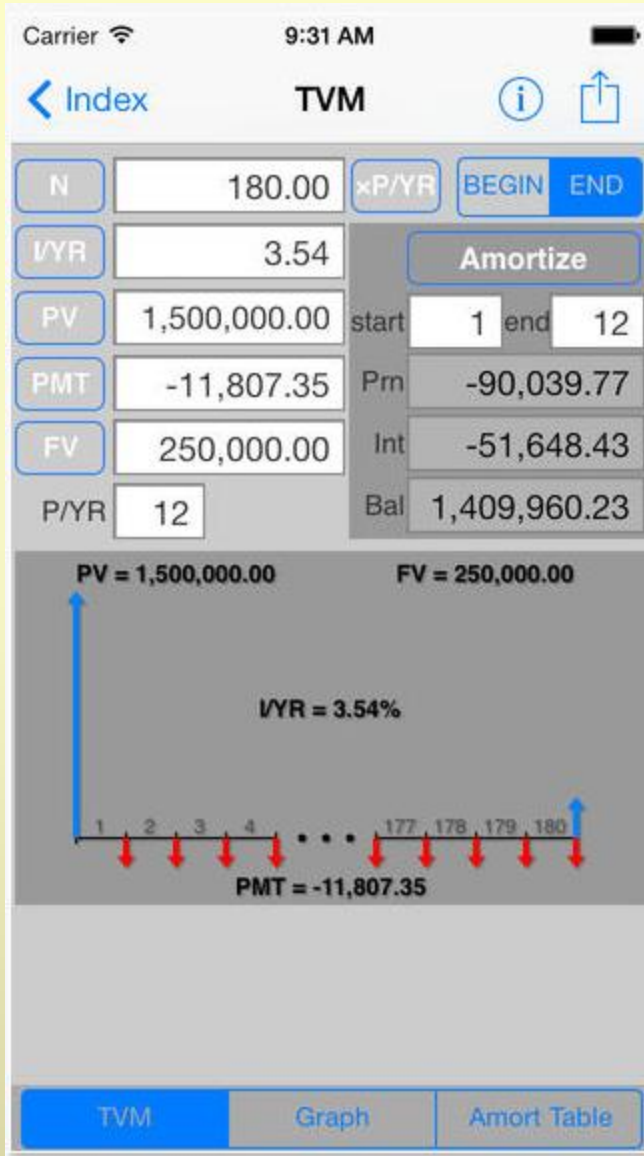 Carrier 9:31 AM
Index TVM i
N 180.00 ×P/YR BEGIN END
I/YR 3.54 Amortize
PV 1,500,000.00 start 1 end 12
PMT -11,807.35 Prn -90,039.77
FV 250,000.00 Int -51,648.43
P/YR 12 Bal 1,409,960.23
PV = 1,500,000.00 FV = 250,000.00
I/YR = 3.54%
1 2 3 4 • • • 177 178 179 180
PMT = -11,807.35
TVM Graph Amort Table